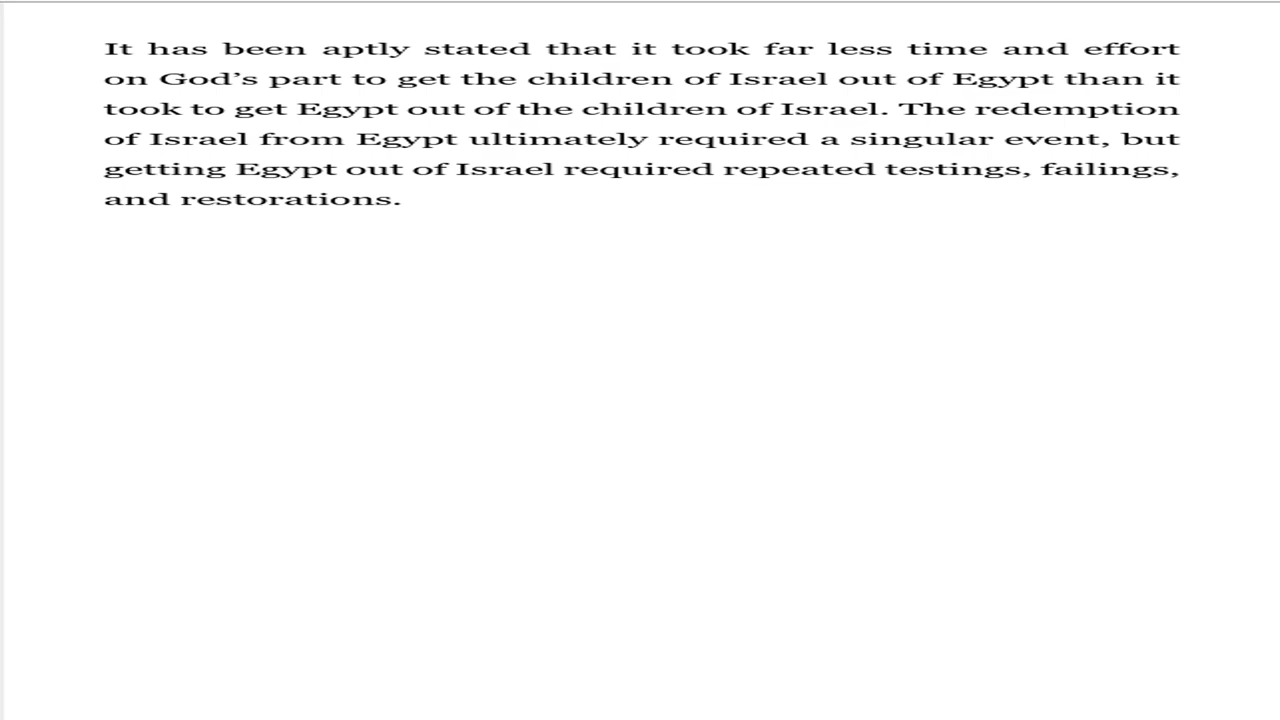 It has been aptly stated that it took far less time and effort
on God’s part to get the children of Israel out of Egypt than it
took to get Egypt out of the children of Israel. The redemption
of Israel from Egypt ultimately required a singular event, but
getting Egypt out of Israel required repeated testings, failings,
and restorations.